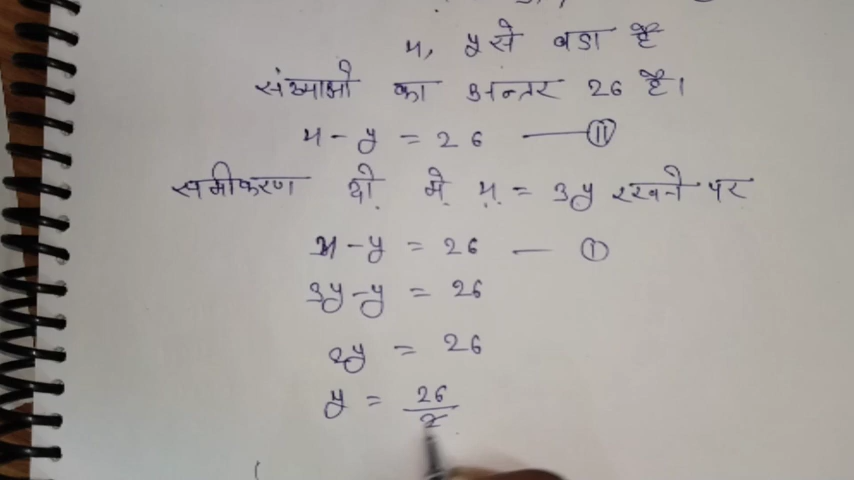 x, y से बडा है
संख्याओ का अन्तर 26 है।
x - y = 26 — (II)
समीकरण दो मे x = 3y रखने पर
x - y = 26 — (I)
3y - y = 26
2y = 26
y = 26/2